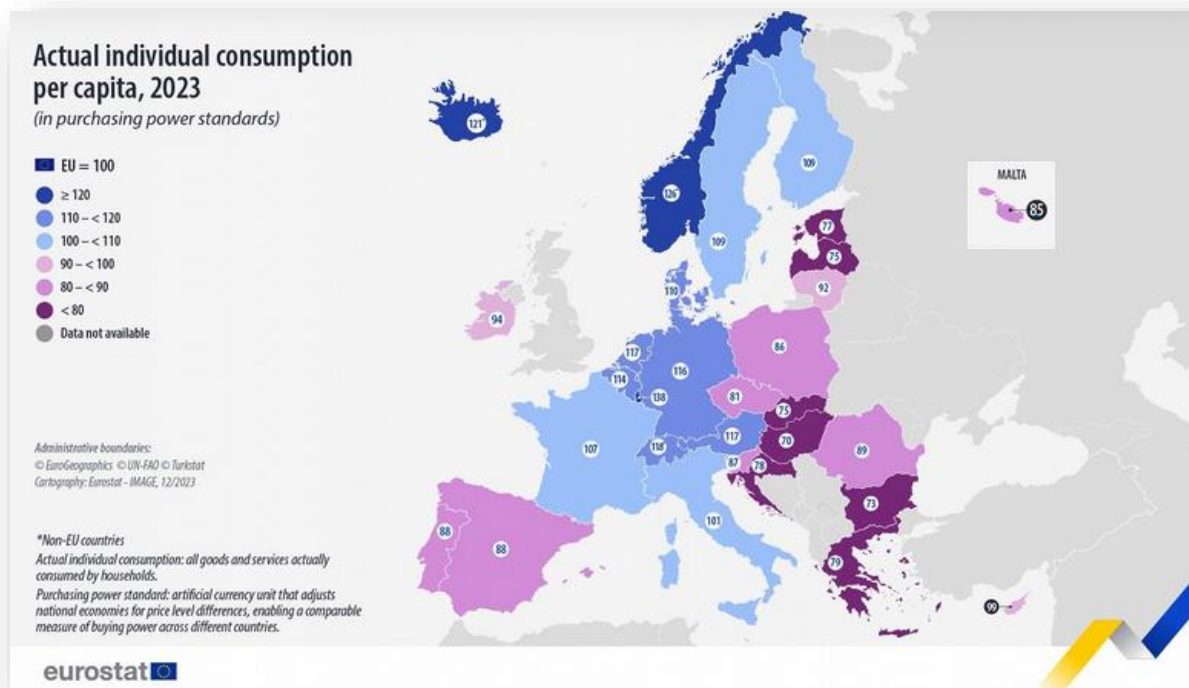 Actual individual consumption
per capita, 2023
(in purchasing power standards)
EU = 100
≥ 120
110 – < 120
100 – < 110
90 – < 100
80 – < 90
< 80
Data not available
Administrative boundaries:
© EuroGeographics © UN-FAO © Turkstat
Cartography: Eurostat - IMAGE, 12/2023
*Non-EU countries
Actual individual consumption: all goods and services actually
consumed by households.
Purchasing power standard: artificial currency unit that adjusts
national economies for price level differences, enabling a comparable
measure of buying power across different countries.
eurostat
121*
126*
109
109
MALTA
85
77
75
92
94
110
117
116
114
138
86
81
75
107
118*
117
70
87
78
89
73
101
88
88
79
99